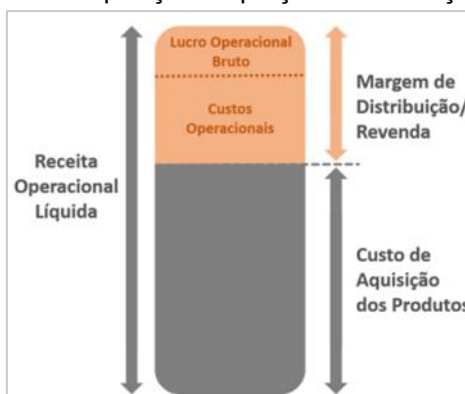 Lucro Operacional
Bruto
Custos
Operacionais
Margem de
Distribuição/
Revenda
Receita
Operacional
Líquida
Custo de
Aquisição
dos Produtos